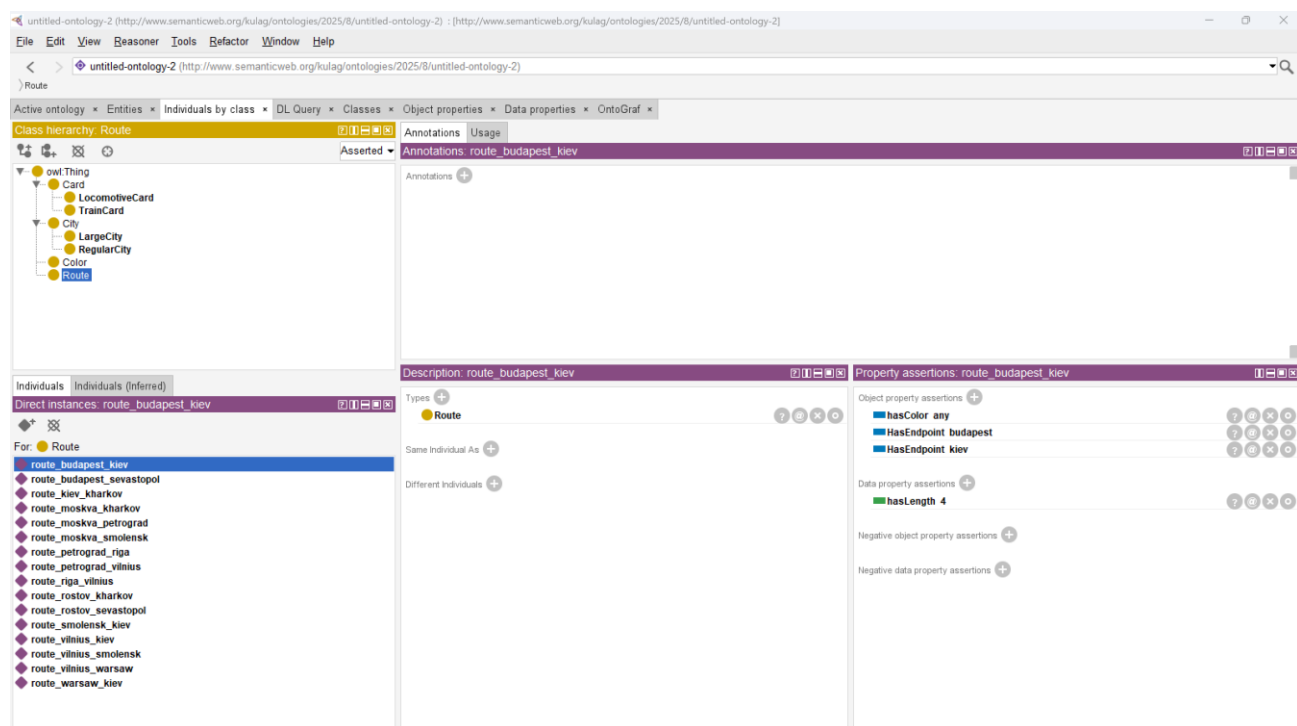 untitled-ontology-2 (http://www.semanticweb.org/kulag/ontologies/2025/8/untitled-ontology-2) : [http://www.semanticweb.org/kulag/ontologies/2025/8/untitled-ontology-2]
File Edit View Reasoner Tools Refactor Window Help
untitled-ontology-2 (http://www.semanticweb.org/kulag/ontologies/2025/8/untitled-ontology-2)
Route
Active ontology × Entities × Individuals by class × DL Query × Classes × Object properties × Data properties × OntoGraf ×
Class hierarchy: Route
Asserted
owl:Thing
Card
LocomotiveCard
TrainCard
City
LargeCity
RegularCity
Color
Route
Individuals Individuals (Inferred)
Direct instances: route_budapest_kiev
For: Route
route_budapest_kiev
route_budapest_sevastopol
route_kiev_kharkov
route_moskva_kharkov
route_moskva_petrograd
route_moskva_smolensk
route_petrograd_riga
route_petrograd_vilnius
route_riga_vilnius
route_rostov_kharkov
route_rostov_sevastopol
route_smolensk_kiev
route_vilnius_kiev
route_vilnius_smolensk
route_vilnius_warsaw
route_warsaw_kiev
Annotations Usage
Annotations: route_budapest_kiev
Annotations
Description: route_budapest_kiev
Types
Route
Same Individual As
Different Individuals
Property assertions: route_budapest_kiev
Object property assertions
hasColor any
HasEndpoint budapest
HasEndpoint kiev
Data property assertions
hasLength 4
Negative object property assertions
Negative data property assertions